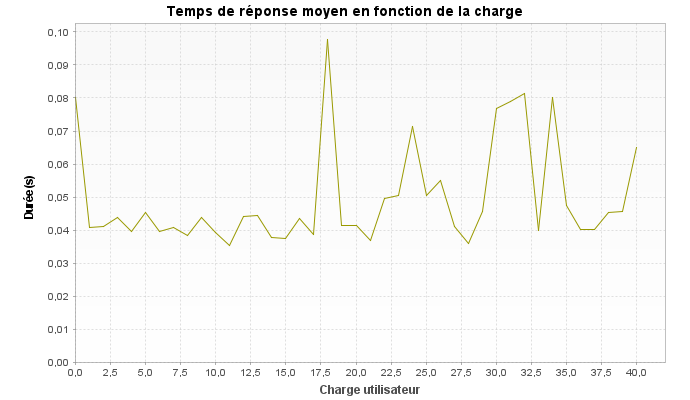 Temps de réponse moyen en fonction de la charge
0,10
0,09
0,08
0,07
0,06
0,05
0,04
0,03
0,02
0,01
0,00
Durée(s)
0,0 2,5 5,0 7,5 10,0 12,5 15,0 17,5 20,0 22,5 25,0 27,5 30,0 32,5 35,0 37,5 40,0
Charge utilisateur